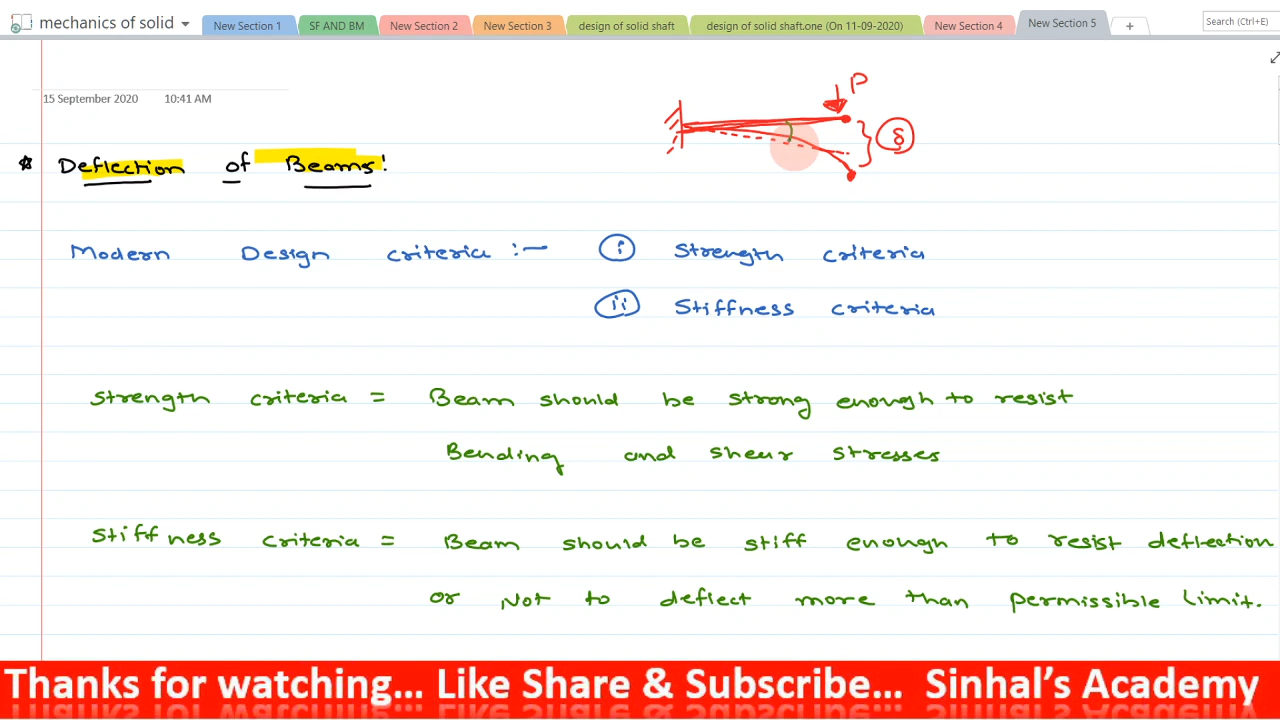 mechanics of solid
New Section 1
SF AND BM
New Section 2
New Section 3
design of solid shaft
design of solid shaft.one (On 11-09-2020)
New Section 4
New Section 5
+
Search (Ctrl+E)
15 September 2020 10:41 AM
P
δ
* Deflection of Beams!
Modern Design criteria :- (i) Strength criteria
(ii) Stiffness criteria
Strength criteria = Beam should be strong enough to resist
Bending and shear stresses
Stiffness criteria = Beam should be stiff enough to resist deflection
or Not to deflect more than permissible Limit.
Thanks for watching... Like Share & Subscribe... Sinhal's Academy